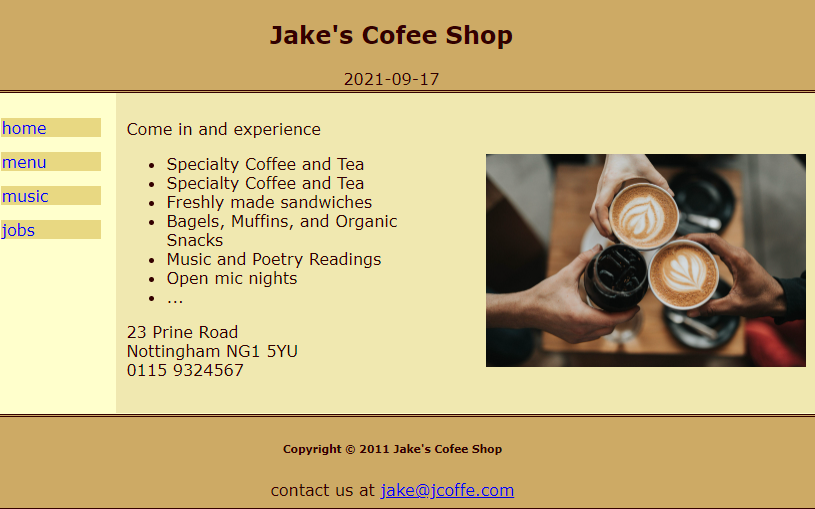 Jake's Cofee Shop
2021-09-17
home
menu
music
jobs
Come in and experience
• Specialty Coffee and Tea
• Specialty Coffee and Tea
• Freshly made sandwiches
• Bagels, Muffins, and Organic
Snacks
• Music and Poetry Readings
• Open mic nights
• ...
23 Prine Road
Nottingham NG1 5YU
0115 9324567
Copyright © 2011 Jake's Cofee Shop
contact us at jake@jcoffe.com